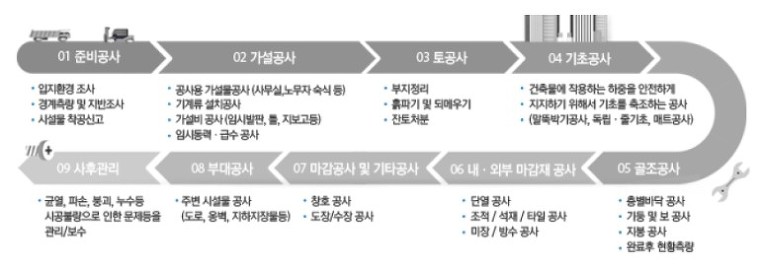 01 준비공사
02 가설공사
03 토공사
04 기초공사
• 입지환경 조사
• 경계측량 및 지반조사
• 시설물 착공신고
• 공사용 가설물공사 (사무실,노무자 숙식 등)
• 기계류 설치공사
• 가설비 공사 (임시발판, 틀, 지보고등)
• 임시동력 · 급수 공사
• 부지정리
• 흙파기 및 되메우기
• 잔토처분
• 건축물에 작용하는 하중을 안전하게
• 지지하기 위해서 기초를 축조하는 공사
• (말뚝박기공사, 독립 · 줄기초, 매트공사)
05 골조공사
06 내 · 외부 마감재 공사
07 마감공사 및 기타공사
08 부대공사
09 사후관리
• 층별바닥 공사
• 기둥 및 보 공사
• 지붕 공사
• 완료후 현황측량
• 단열 공사
• 조적 / 석재 / 타일 공사
• 미장 / 방수 공사
• 창호 공사
• 도장/수장 공사
• 주변 시설물 공사
(도로, 옹벽, 지하지장물등)
• 균열, 파손, 붕괴, 누수등
시공불량으로 인한 문제등을
관리/보수